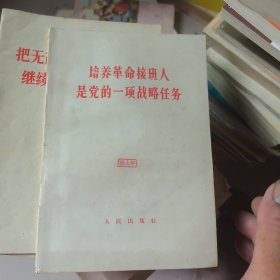 把无
继续
培养革命接班人
是党的一项战略任务
人民出版社